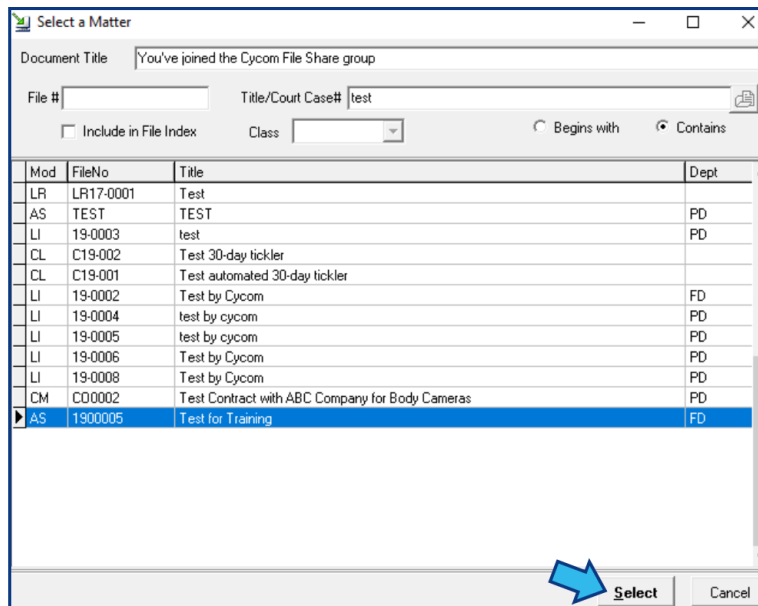 Select a Matter
Document Title You've joined the Cycom File Share group
File # Title/Court Case# test
Include in File Index Class Begins with Contains
Mod FileNo Title Dept
LR LR17-0001 Test
AS TEST TEST PD
LI 19-0003 test PD
CL C19-002 Test 30-day tickler
CL C19-001 Test automated 30-day tickler
LI 19-0002 Test by Cycom FD
LI 19-0004 test by cycom PD
LI 19-0005 test by cycom PD
LI 19-0006 Test by Cycom PD
LI 19-0008 Test by Cycom PD
CM CO0002 Test Contract with ABC Company for Body Cameras PD
AS 1900005 Test for Training FD
Select Cancel